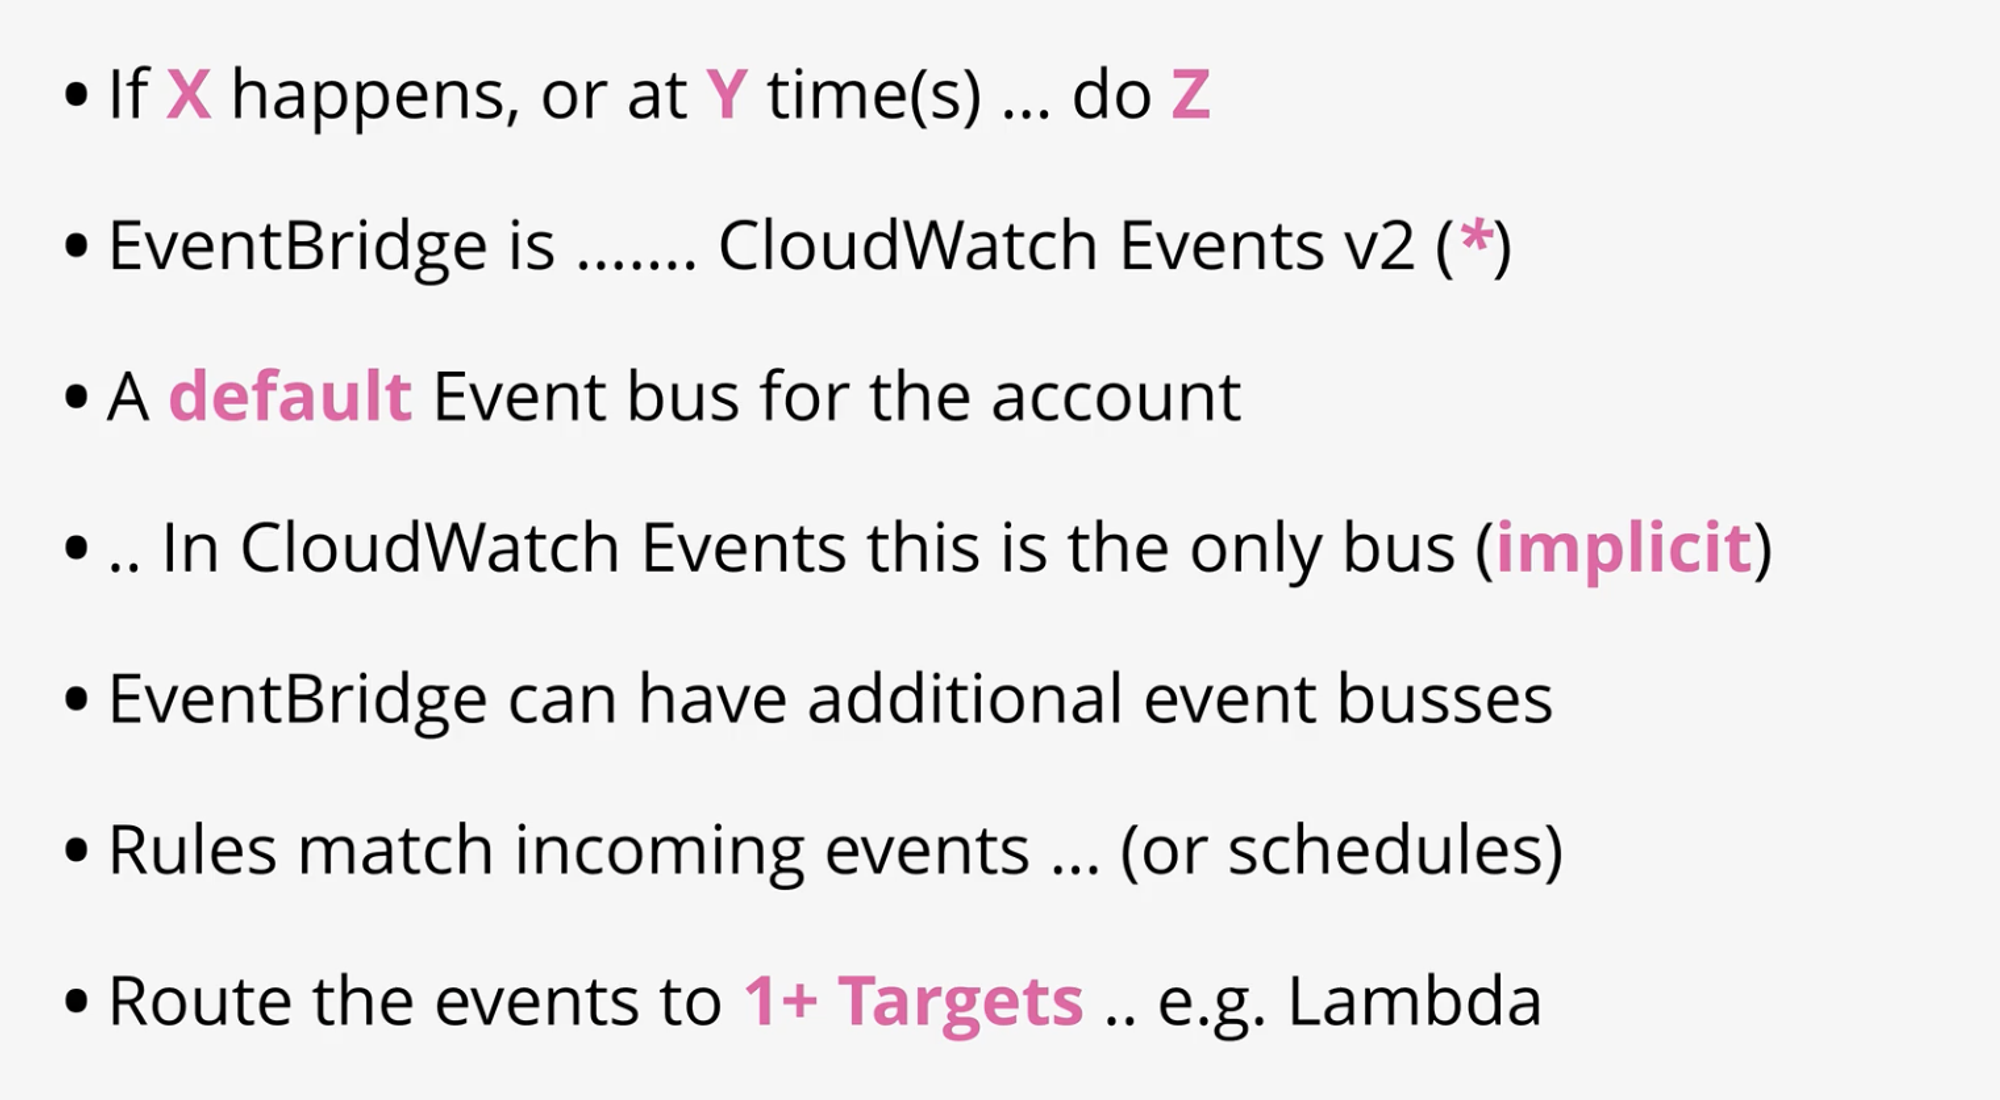 • If X happens, or at Y time(s) ... do Z
• EventBridge is ....... CloudWatch Events v2 (*)
• A default Event bus for the account
• .. In CloudWatch Events this is the only bus (implicit)
• EventBridge can have additional event busses
• Rules match incoming events ... (or schedules)
• Route the events to 1+ Targets .. e.g. Lambda